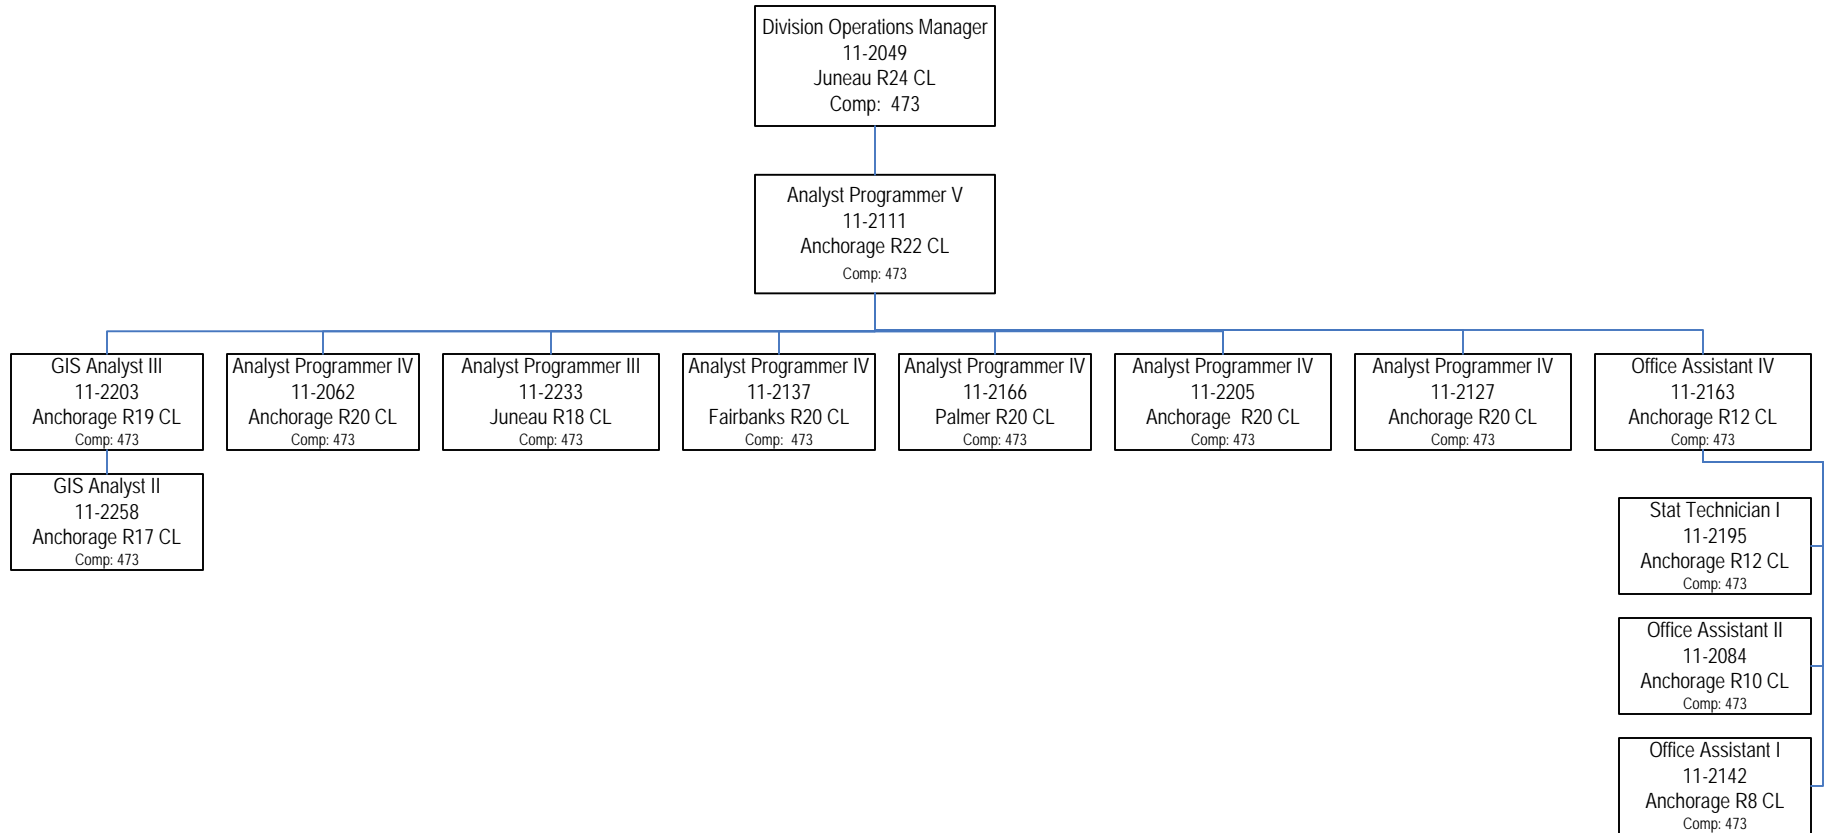 Division Operations Manager
11-2049
Juneau R24 CL
Comp:  473
Analyst Programmer V
11-2111
Anchorage R22 CL
Comp: 473
GIS Analyst III
11-2203
Anchorage R19 CL
Comp: 473
Analyst Programmer IV
11-2062
Anchorage R20 CL
Comp: 473
Analyst Programmer III
11-2233
Juneau R18 CL
Comp: 473
Analyst Programmer IV
11-2137
Fairbanks R20 CL
Comp:  473
Analyst Programmer IV
11-2166
Palmer R20 CL
Comp: 473
Analyst Programmer IV
11-2205
Anchorage  R20 CL
Comp: 473
Analyst Programmer IV
11-2127
Anchorage R20 CL
Comp: 473
Office Assistant IV
11-2163
Anchorage R12 CL
Comp: 473
GIS Analyst II
11-2258
Anchorage R17 CL
Comp: 473
Stat Technician I
11-2195
Anchorage R12 CL
Comp: 473
Office Assistant II
11-2084
Anchorage R10 CL
Comp: 473
Office Assistant I
11-2142
Anchorage R8 CL
Comp: 473